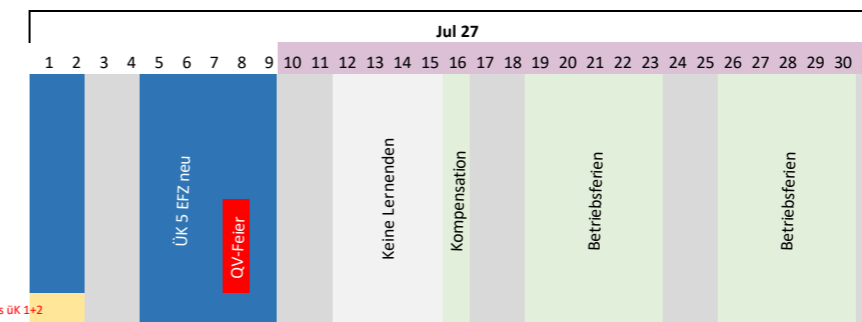 Jul 27
1 2 3 4 5 6 7 8 9 10 11 12 13 14 15 16 17 18 19 20 21 22 23 24 25 26 27 28 29 30
ÜK 5 EFZ neu
QV-Feier
Keine Lernenden
Kompensation
Betriebsferien
Betriebsferien
s üK 1+2